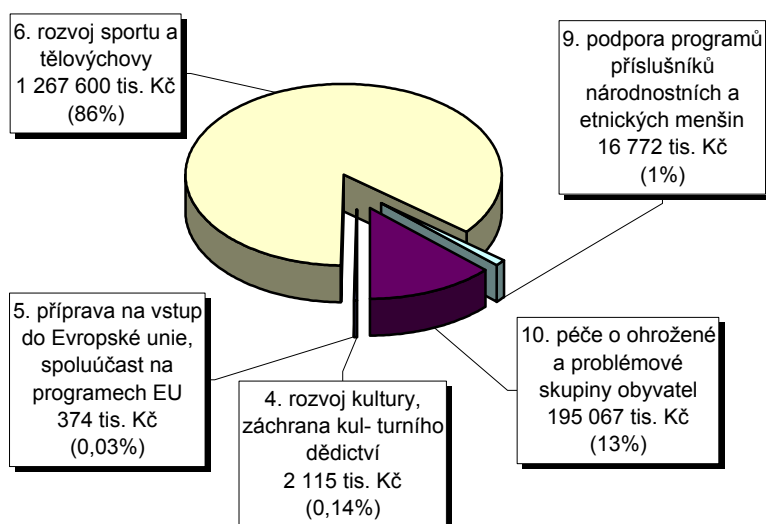 6. rozvoj sportu a
tělovýchovy
1 267 600 tis. Kč
(86%)
9. podpora programů
příslušníků
národnostních a
etnických menšin
16 772 tis. Kč
(1%)
5. příprava na vstup
do Evropské unie,
spoluúčast na
programech EU
374 tis. Kč
(0,03%)
4. rozvoj kultury,
záchrana kul- turního
dědictví
2 115 tis. Kč
(0,14%)
10. péče o ohrožené
a problémové
skupiny obyvatel
195 067 tis. Kč
(13%)